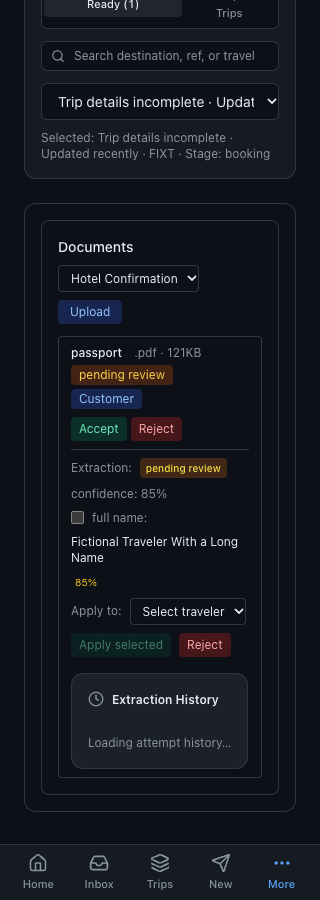 Ready (1)
Trips
Search destination, ref, or travel
Trip details incomplete · Updat
Selected: Trip details incomplete ·
Updated recently · FIXT · Stage: booking
Documents
Hotel Confirmation
Upload
passport .pdf · 121KB
pending review
Customer
Accept Reject
Extraction: pending review
confidence: 85%
full name:
Fictional Traveler With a Long
Name
85%
Apply to: Select traveler
Apply selected Reject
Extraction History
Loading attempt history...
Home Inbox Trips New More